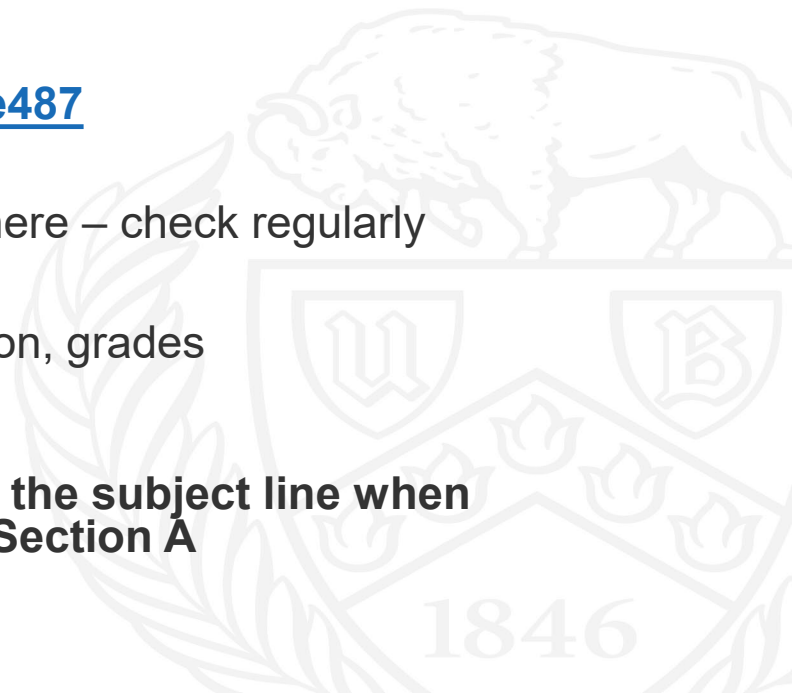 e487
here – check regularly
on, grades
the subject line when
Section A
U B
1846